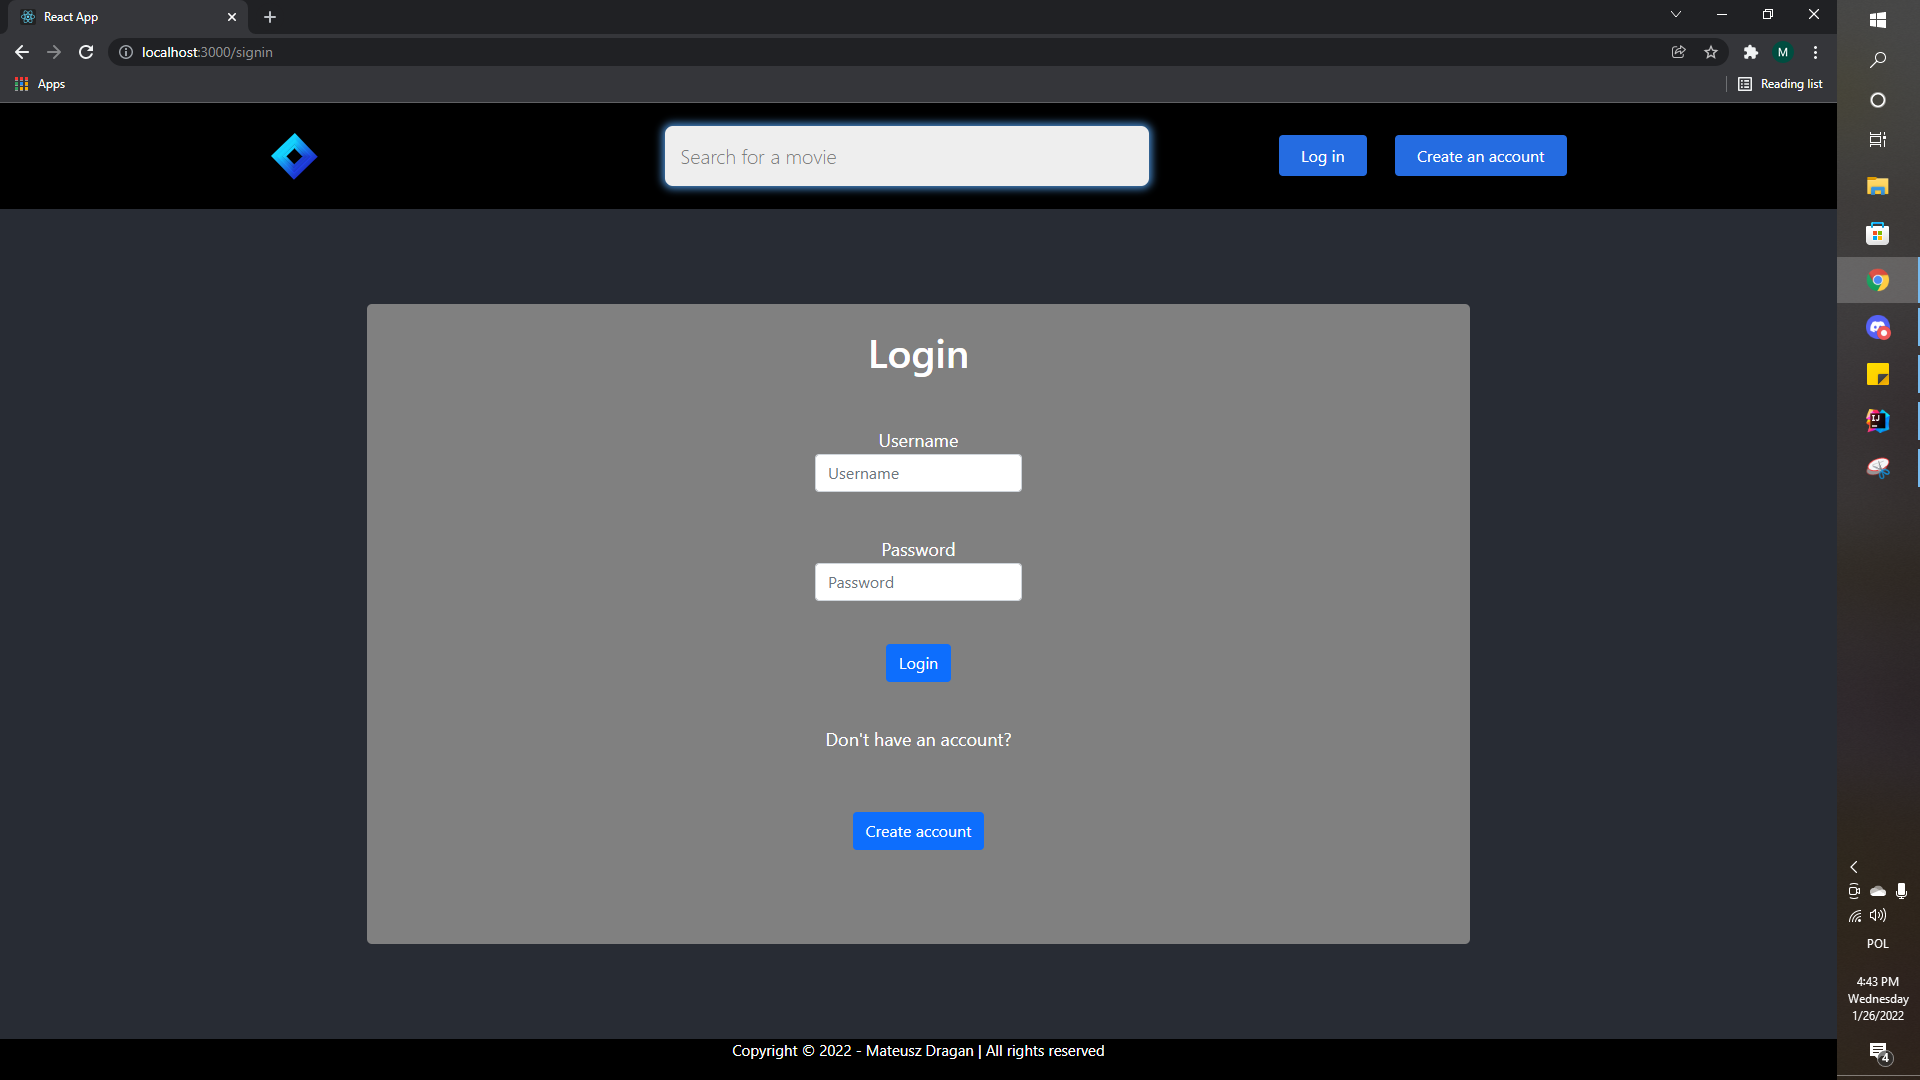 React App
localhost:3000/signin
M
Apps
Reading list
Search for a movie
Log in
Create an account
Login
Username
Username
Password
Password
Login
Don't have an account?
Create account
Copyright © 2022 - Mateusz Dragan | All rights reserved
IJ
POL
4:43 PM
Wednesday
1/26/2022
4